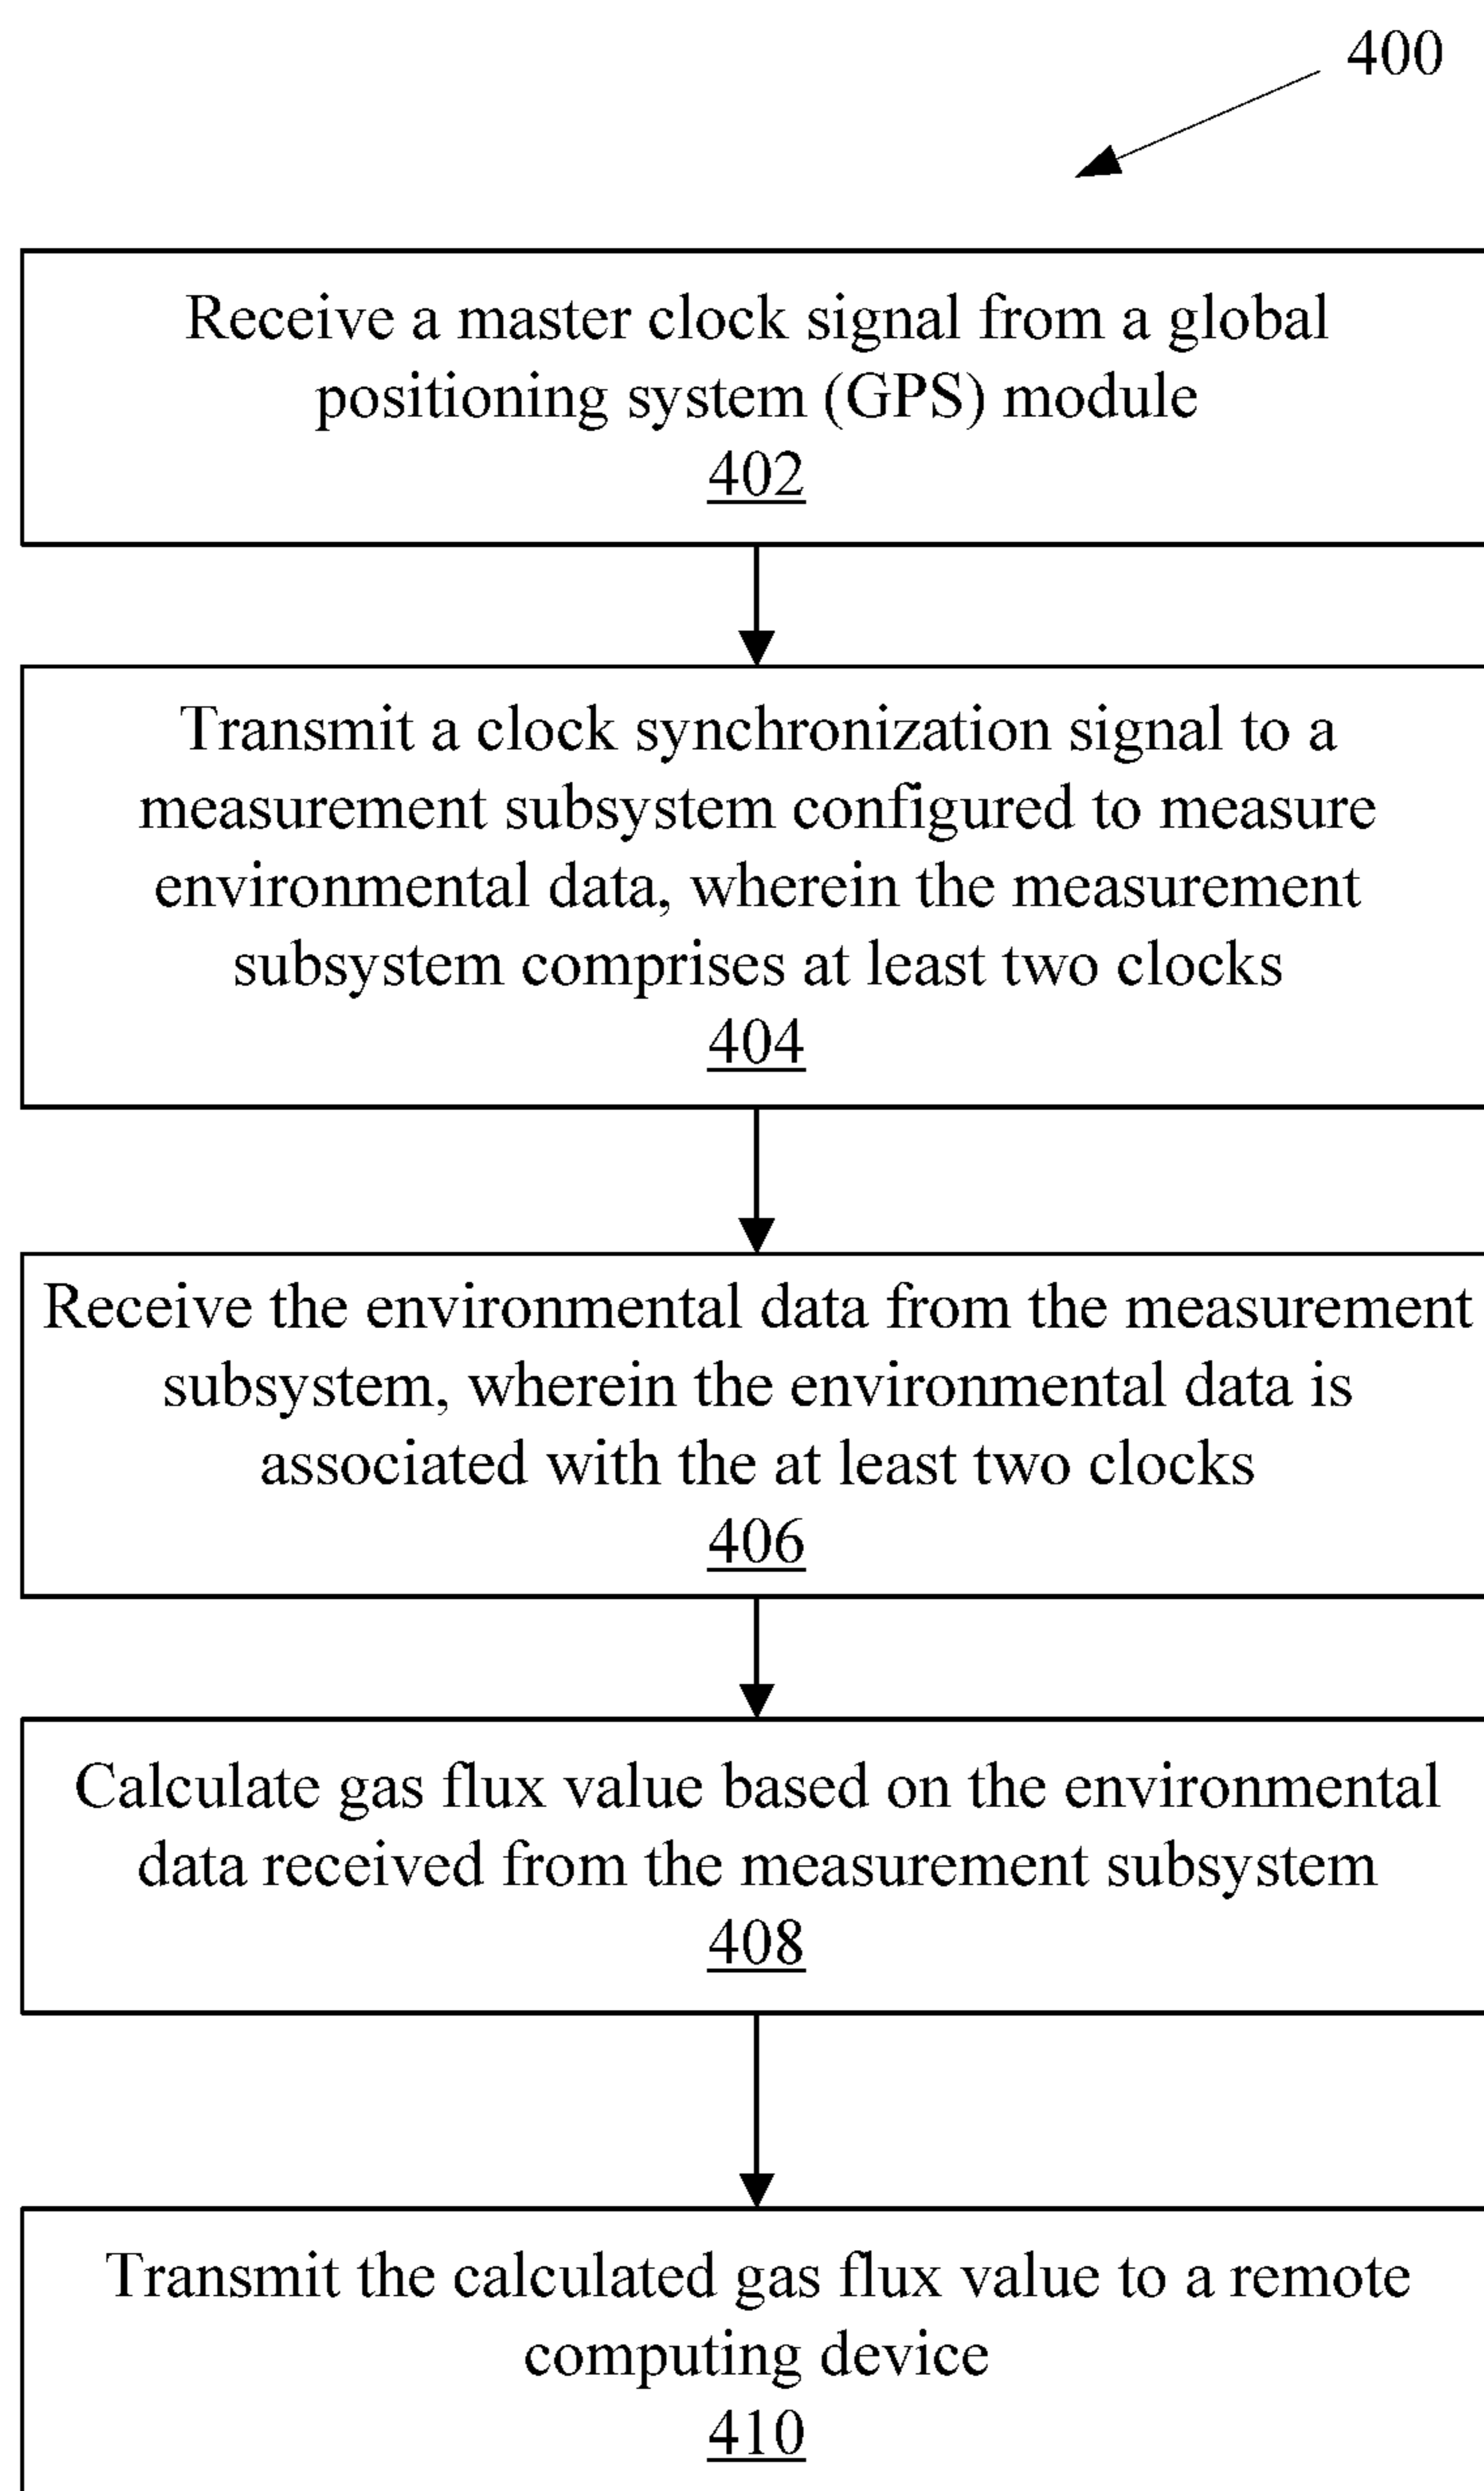 400
Receive a master clock signal from a global
positioning system (GPS) module
402
Transmit a clock synchronization signal to a
measurement subsystem configured to measure
environmental data, wherein the measurement
subsystem comprises at least two clocks
404
Receive the environmental data from the measurement
subsystem, wherein the environmental data is
associated with the at least two clocks
406
Calculate gas flux value based on the environmental
data received from the measurement subsystem
408
Transmit the calculated gas flux value to a remote
computing device
410